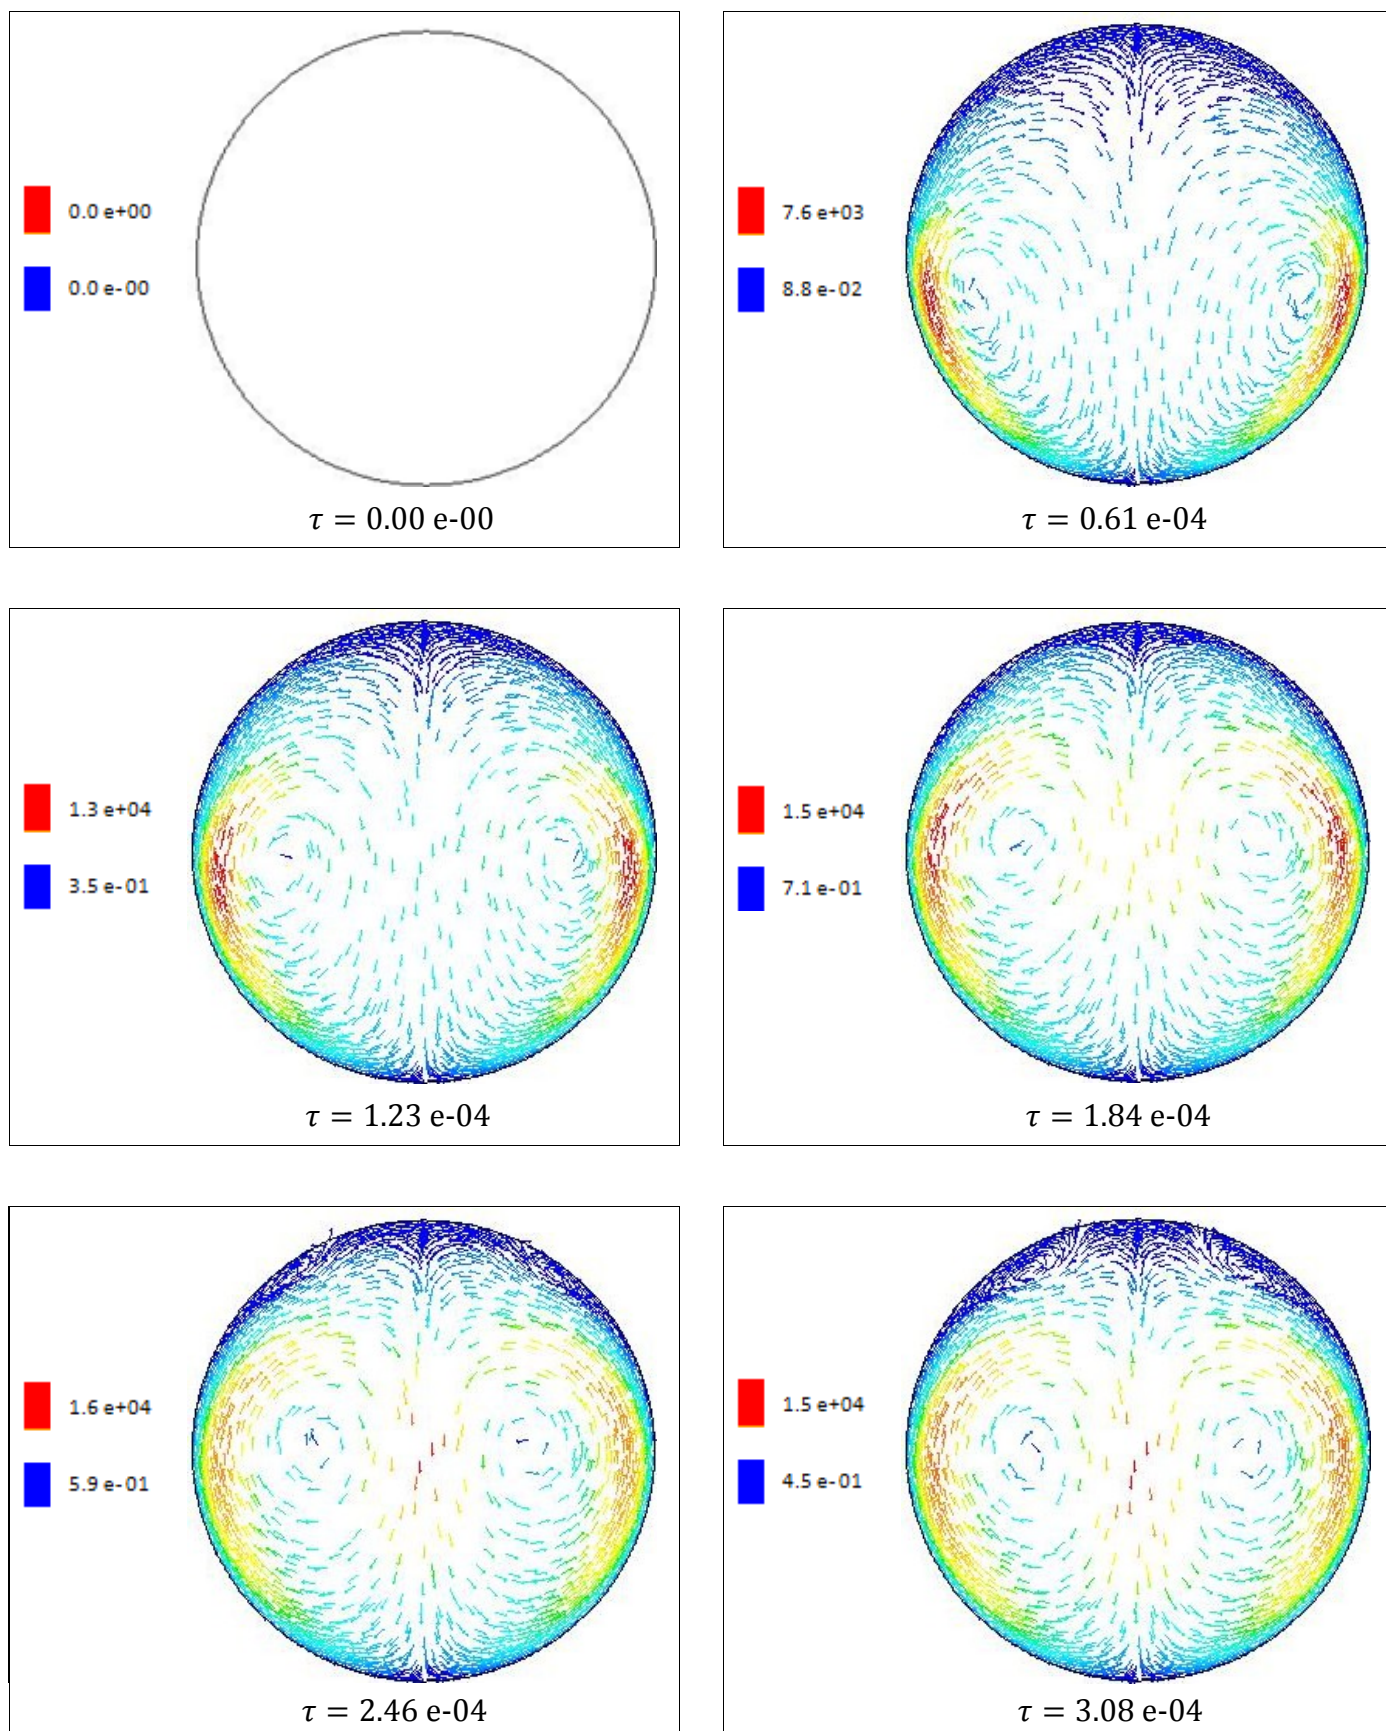 0.0 e+00
0.0 e-00
τ = 0.00 e-00
7.6 e+03
8.8 e-02
τ = 0.61 e-04
1.3 e+04
3.5 e-01
τ = 1.23 e-04
1.5 e+04
7.1 e-01
τ = 1.84 e-04
1.6 e+04
5.9 e-01
τ = 2.46 e-04
1.5 e+04
4.5 e-01
τ = 3.08 e-04